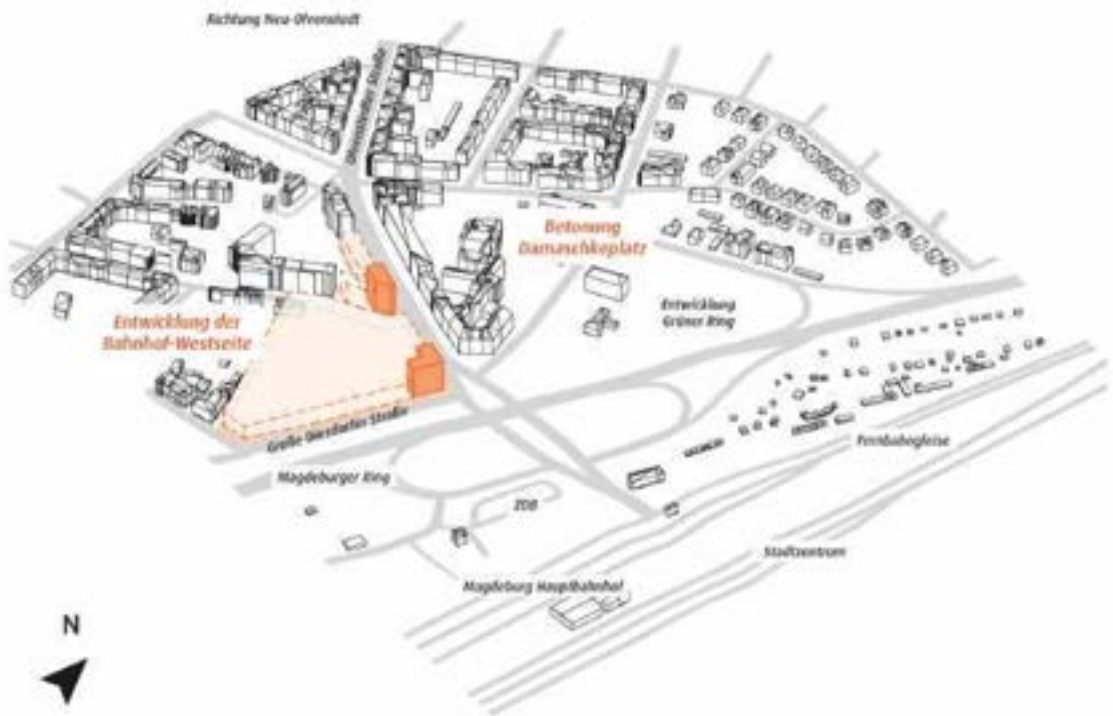 Richtung Neu-Olvenstedt
Olvenstedter Straße
Betonung
Damaschkeplatz
Entwicklung
Grüner Ring
Entwicklung der
Bahnhof-Westseite
Große Diesdorfer Straße
Magdeburger Ring
Fernbahngleise
ZOB
Stadtzentrum
Magdeburg Hauptbahnhof
N